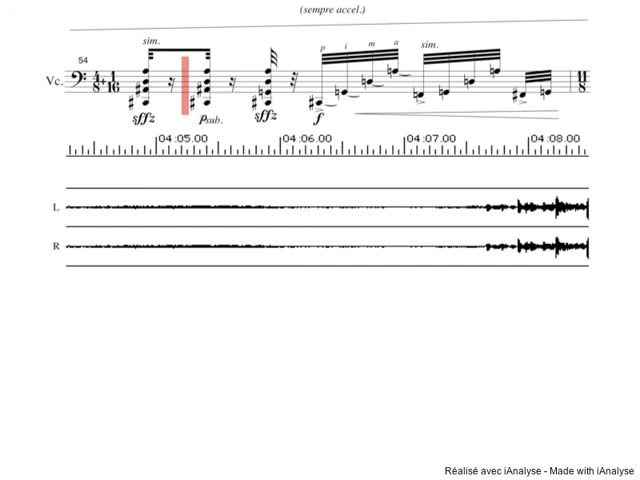 (sempre accel.)
sim.
p i m a sim.
54
Vc. 4/8+1/16 11/8
sffz psub. sffz f
04:05.00 04:06.00 04:07.00 04:08.00
L
R
Réalisé avec iAnalyse - Made with iAnalyse